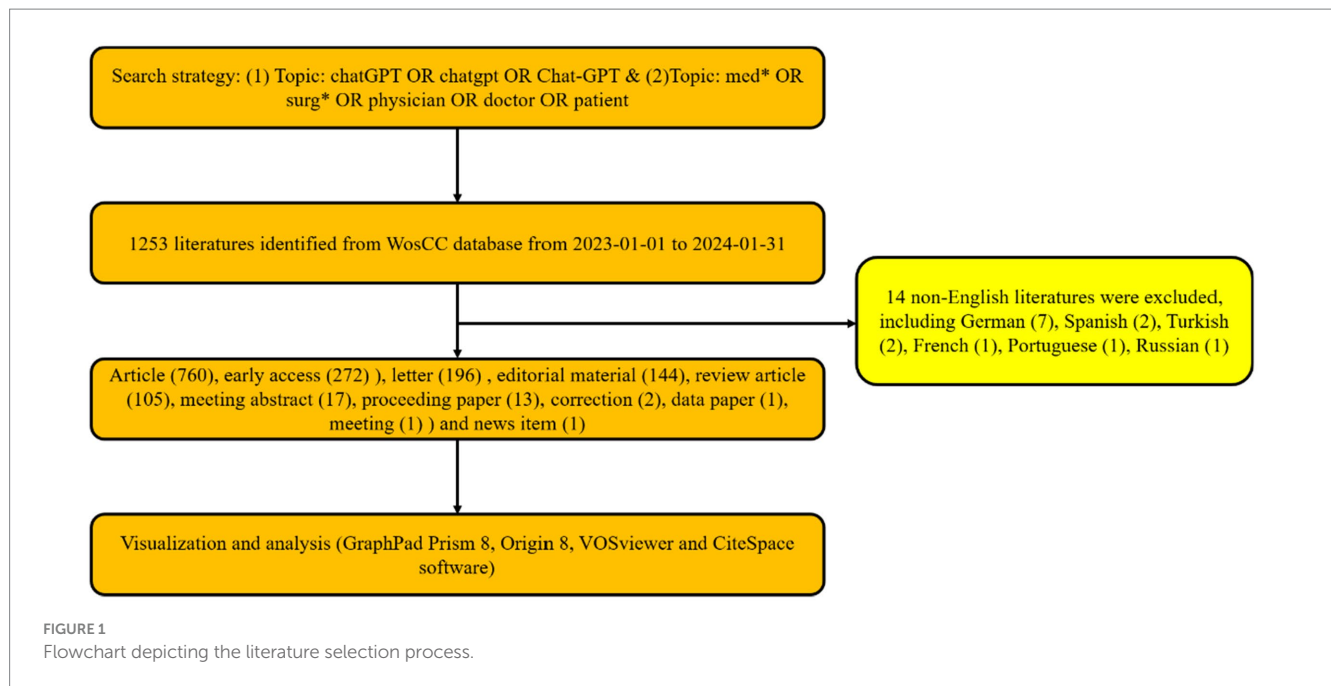 Search strategy: (1) Topic: chatGPT OR chatgpt OR Chat-GPT & (2)Topic: med* OR
surg* OR physician OR doctor OR patient
1253 literatures identified from WosCC database from 2023-01-01 to 2024-01-31
14 non-English literatures were excluded,
including German (7), Spanish (2), Turkish
(2), French (1), Portuguese (1), Russian (1)
Article (760), early access (272) ), letter (196) , editorial material (144), review article
(105), meeting abstract (17), proceeding paper (13), correction (2), data paper (1),
meeting (1) ) and news item (1)
Visualization and analysis (GraphPad Prism 8, Origin 8, VOSviewer and CiteSpace
software)
FIGURE 1
Flowchart depicting the literature selection process.